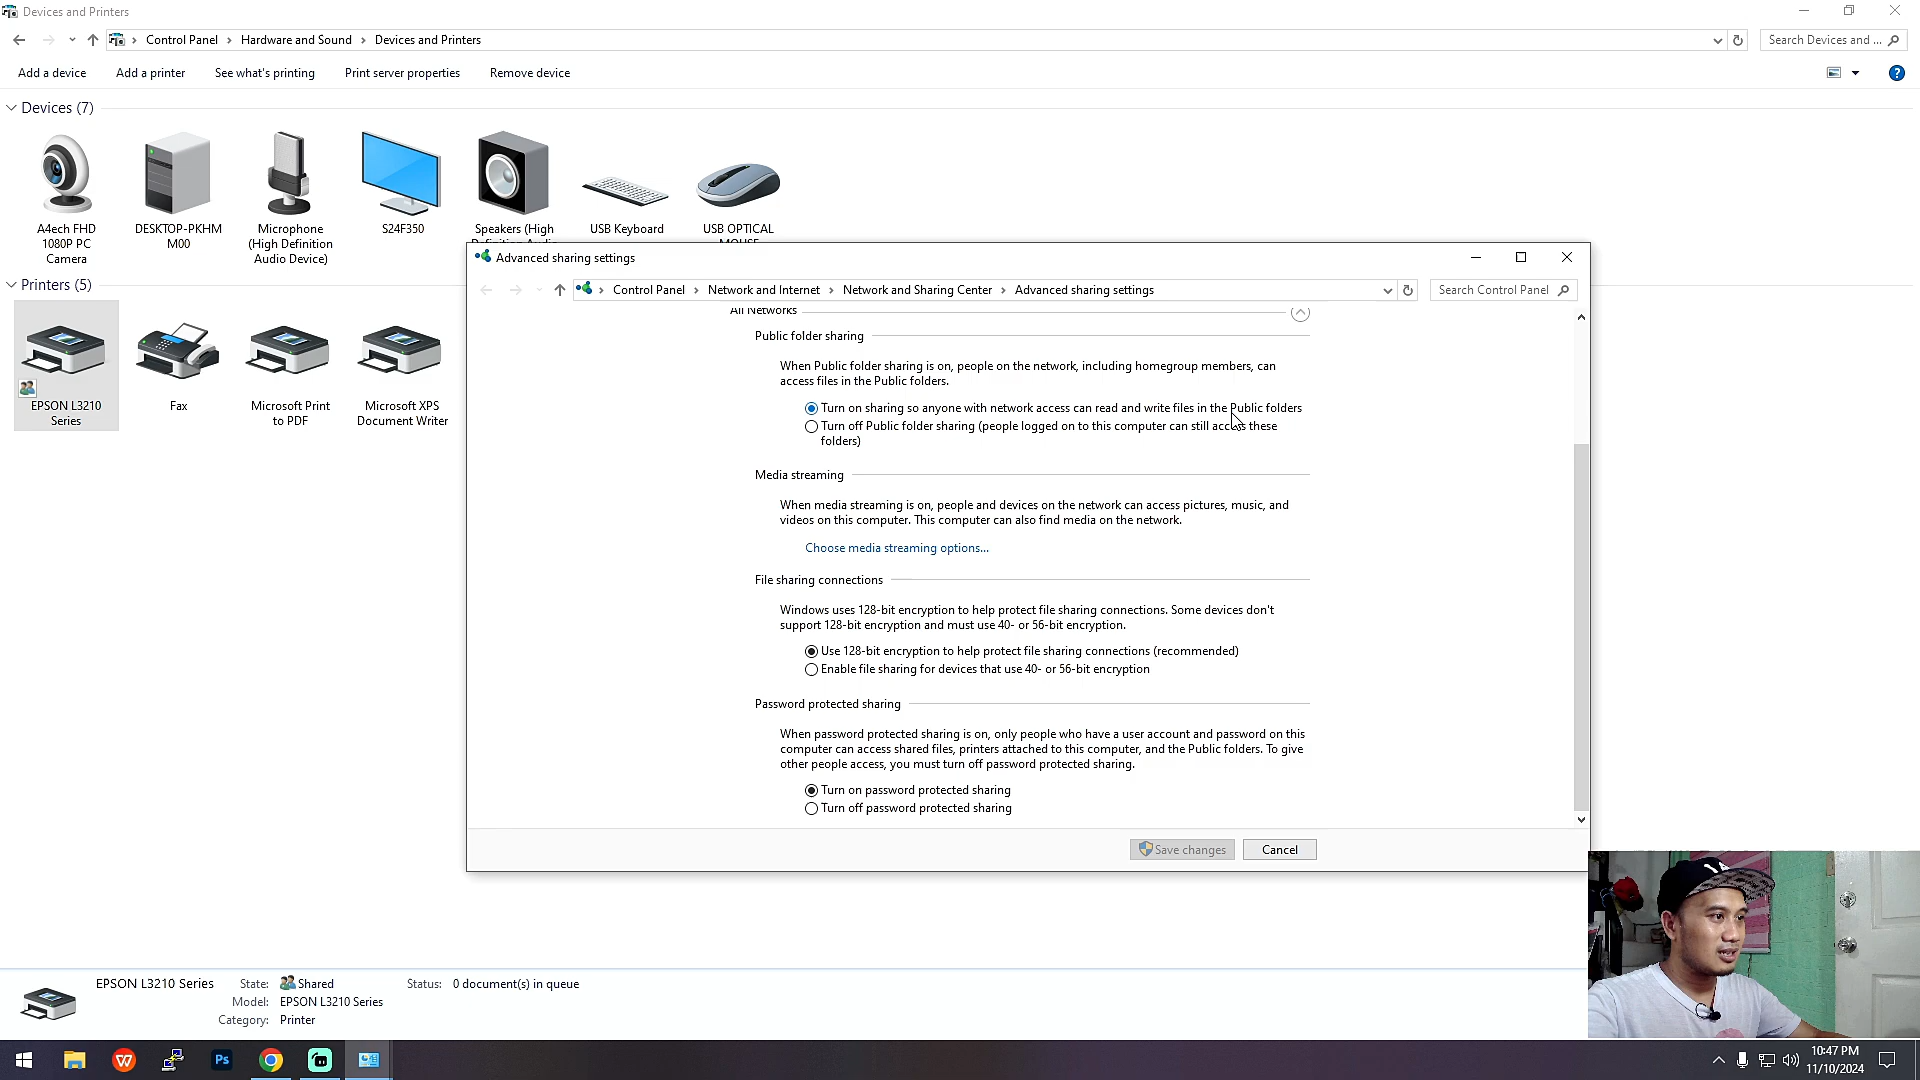 Devices and Printers
Control Panel
Hardware and Sound
Devices and Printers
Search Devices and ...
Add a device
Add a printer
See what's printing
Print server properties
Remove device
Devices (7)
A4ech FHD
1080P PC
Camera
DESKTOP-PKHM
M00
Microphone
(High Definition
Audio Device)
S24F350
Speakers (High
Definition Audio
USB Keyboard
USB OPTICAL
MOUSE
Printers (5)
EPSON L3210
Series
Fax
Microsoft Print
to PDF
Microsoft XPS
Document Writer
Advanced sharing settings
Control Panel
Network and Internet
Network and Sharing Center
Advanced sharing settings
Search Control Panel
All Networks
Public folder sharing
When Public folder sharing is on, people on the network, including homegroup members, can
access files in the Public folders.
Turn on sharing so anyone with network access can read and write files in the Public folders
Turn off Public folder sharing (people logged on to this computer can still access these
folders)
Media streaming
When media streaming is on, people and devices on the network can access pictures, music, and
videos on this computer. This computer can also find media on the network.
Choose media streaming options...
File sharing connections
Windows uses 128-bit encryption to help protect file sharing connections. Some devices don't
support 128-bit encryption and must use 40- or 56-bit encryption.
Use 128-bit encryption to help protect file sharing connections (recommended)
Enable file sharing for devices that use 40- or 56-bit encryption
Password protected sharing
When password protected sharing is on, only people who have a user account and password on this
computer can access shared files, printers attached to this computer, and the Public folders. To give
other people access, you must turn off password protected sharing.
Turn on password protected sharing
Turn off password protected sharing
Save changes
Cancel
EPSON L3210 Series
State:
Shared
Status:
0 document(s) in queue
Model:
EPSON L3210 Series
Category:
Printer
W
Ps
10:47 PM
11/10/2024